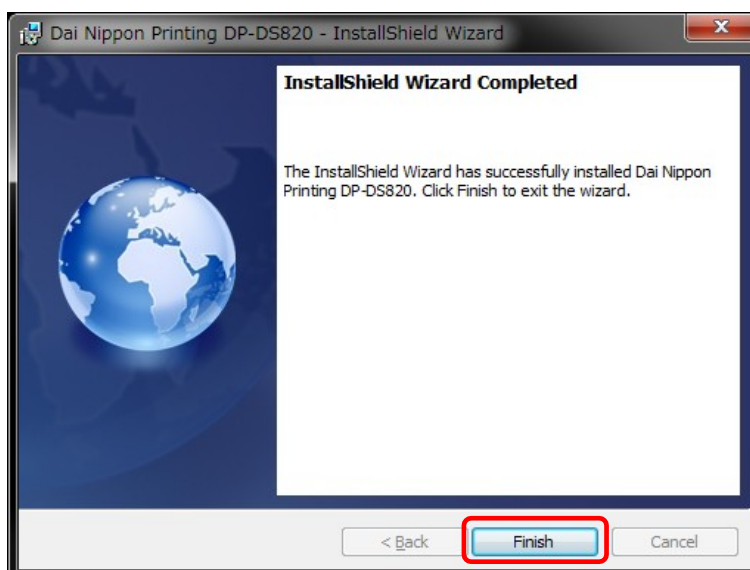 Dai Nippon Printing DP-DS820 - InstallShield Wizard
InstallShield Wizard Completed
The InstallShield Wizard has successfully installed Dai Nippon
Printing DP-DS820. Click Finish to exit the wizard.
< Back
Finish
Cancel